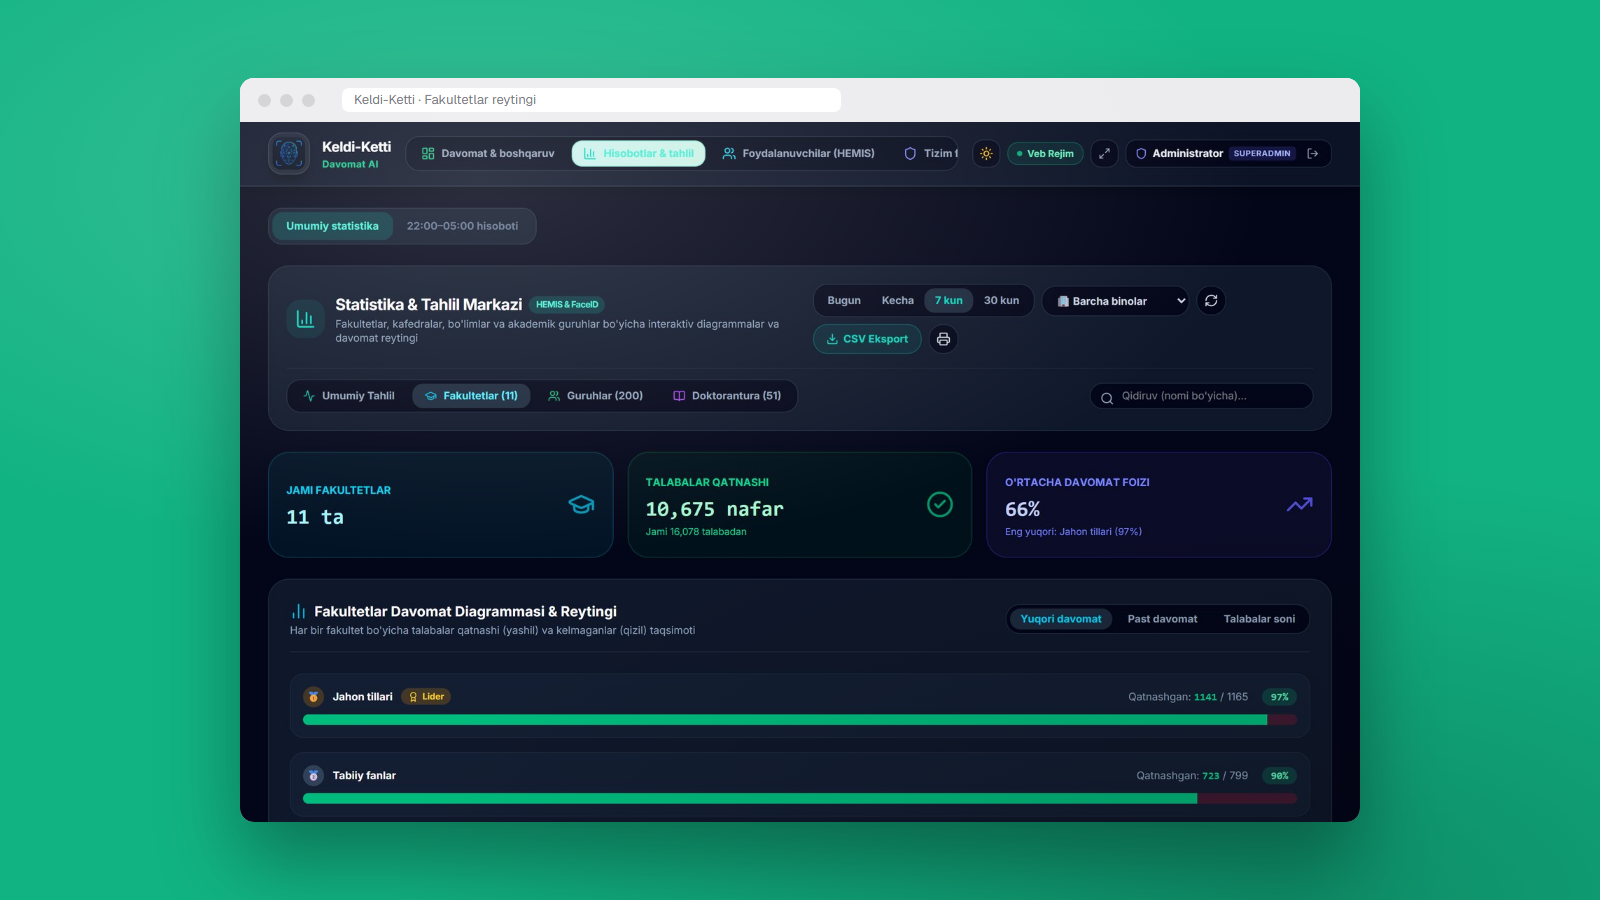 Keldi-Ketti · Fakultetlar reytingi
Keldi-Ketti
Davomat AI
Davomat & boshqaruv
Hisobotlar & tahlil
Foydalanuvchilar (HEMIS)
Tizim
Veb Rejim
Administrator
SUPERADMIN
Umumiy statistika
22:00–05:00 hisoboti
Statistika & Tahlil Markazi
HEMIS & FaceID
Fakultetlar, kafedralar, bo'limlar va akademik guruhlar bo'yicha interaktiv diagrammalar va
davomat reytingi
Bugun
Kecha
7 kun
30 kun
Barcha binolar
CSV Eksport
Umumiy Tahlil
Fakultetlar (11)
Guruhlar (200)
Doktorantura (51)
Qidiruv (nomi bo'yicha)...
JAMI FAKULTETLAR
11 ta
TALABALAR QATNASHI
10,675 nafar
Jami 16,078 talabadan
O'RTACHA DAVOMAT FOIZI
66%
Eng yuqori: Jahon tillari (97%)
Fakultetlar Davomat Diagrammasi & Reytingi
Har bir fakultet bo'yicha talabalar qatnashi (yashil) va kelmaganlar (qizil) taqsimoti
Yuqori davomat
Past davomat
Talabalar soni
Jahon tillari
Lider
Qatnashgan: 1141 / 1165
97%
Tabiiy fanlar
Qatnashgan: 723 / 799
90%